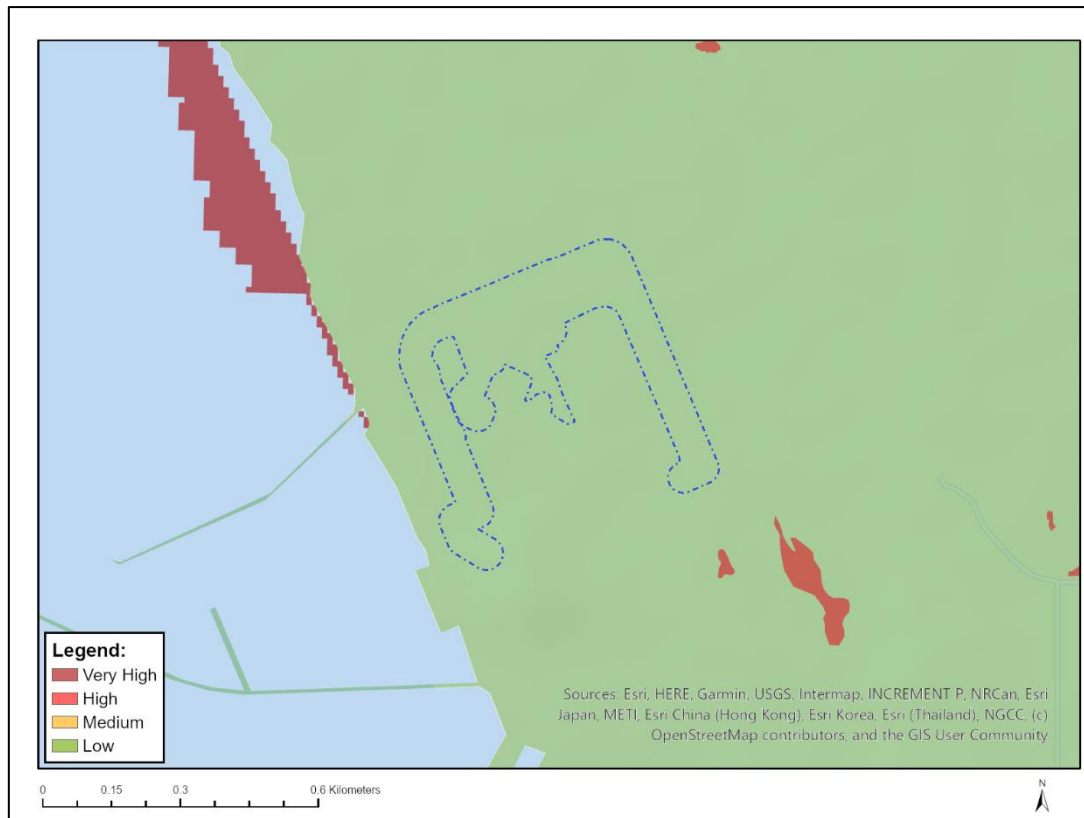 Legend:
Very High
High
Medium
Low
Sources: Esri, HERE, Garmin, USGS, Intermap, INCREMENT P, NRCan, Esri
Japan, METI, Esri China (Hong Kong), Esri Korea, Esri (Thailand), NGCC, (c)
OpenStreetMap contributors, and the GIS User Community
0 0.15 0.3 0.6 Kilometers
N